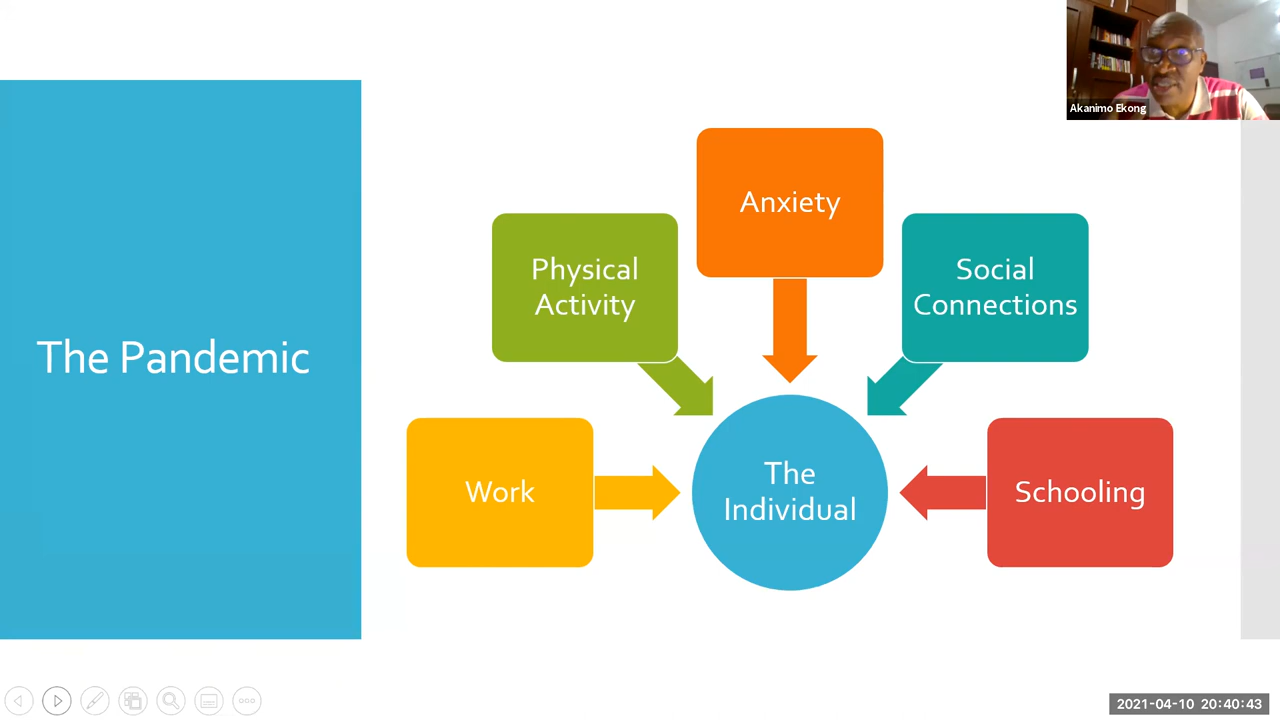 Akanimo Ekong
The Pandemic
Anxiety
Physical
Activity
Social
Connections
Work
The
Individual
Schooling
2021-04-10 20:40:43